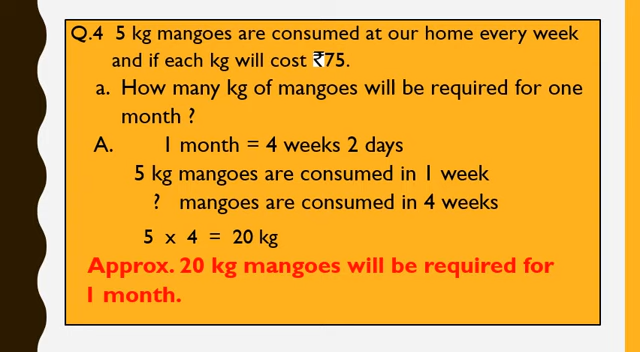 Q.4 5 kg mangoes are consumed at our home every week
and if each kg will cost ₹75.
a. How many kg of mangoes will be required for one
month ?
A. 1 month = 4 weeks 2 days
5 kg mangoes are consumed in 1 week
? mangoes are consumed in 4 weeks
5 x 4 = 20 kg
Approx. 20 kg mangoes will be required for
1 month.